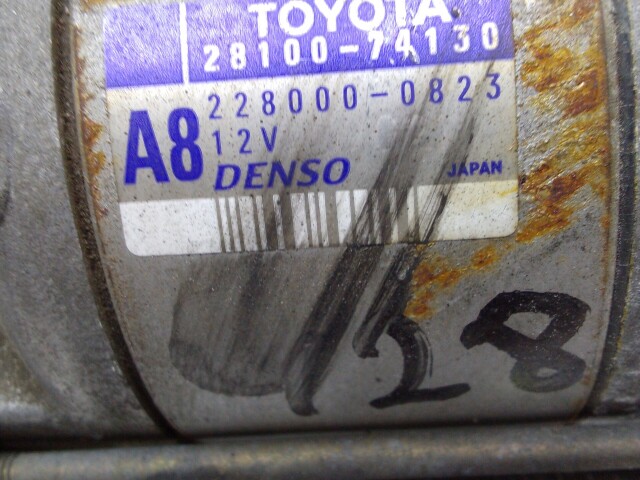 TOYOTA
28100-74130
228000-0823
A8 12V
DENSO JAPAN
28